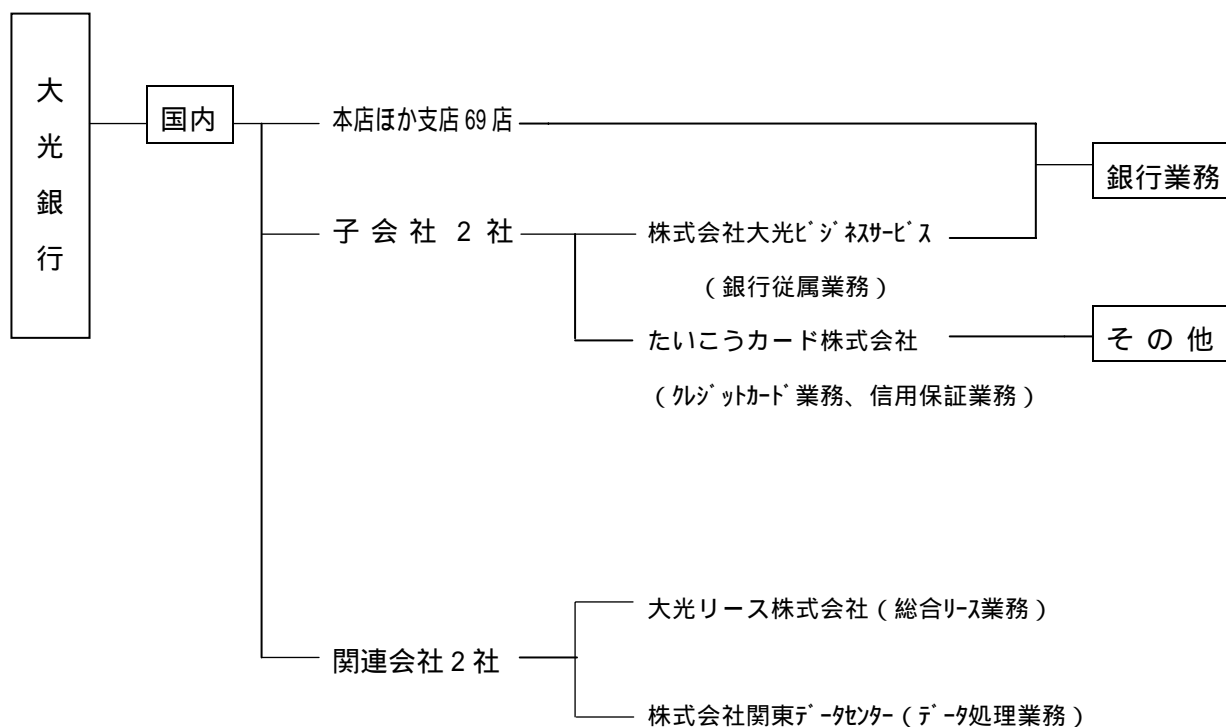 大光銀行
国内
本店ほか支店69店
銀行業務
子会社 2 社
株式会社大光ﾋﾞｼﾞﾈｽｻｰﾋﾞｽ
（銀行従属業務）
たいこうカード株式会社
その他
（ｸﾚｼﾞｯﾄｶｰﾄﾞ業務、信用保証業務）
大光リース株式会社（総合ﾘｰｽ業務）
関連会社２社
株式会社関東ﾃﾞｰﾀｾﾝﾀｰ（ﾃﾞｰﾀ処理業務）